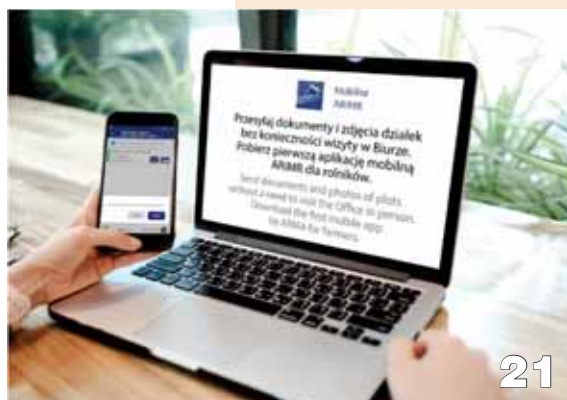 Mobilna
ARiMR
Przesyłaj dokumenty i zdjęcia działek
bez konieczności wizyty w Biurze.
Pobierz pierwszą aplikację mobilną
ARiMR dla rolników.
Send documents and photos of plots
without a need to visit the Office in person.
Download the first mobile app
by ARMA for farmers.
21